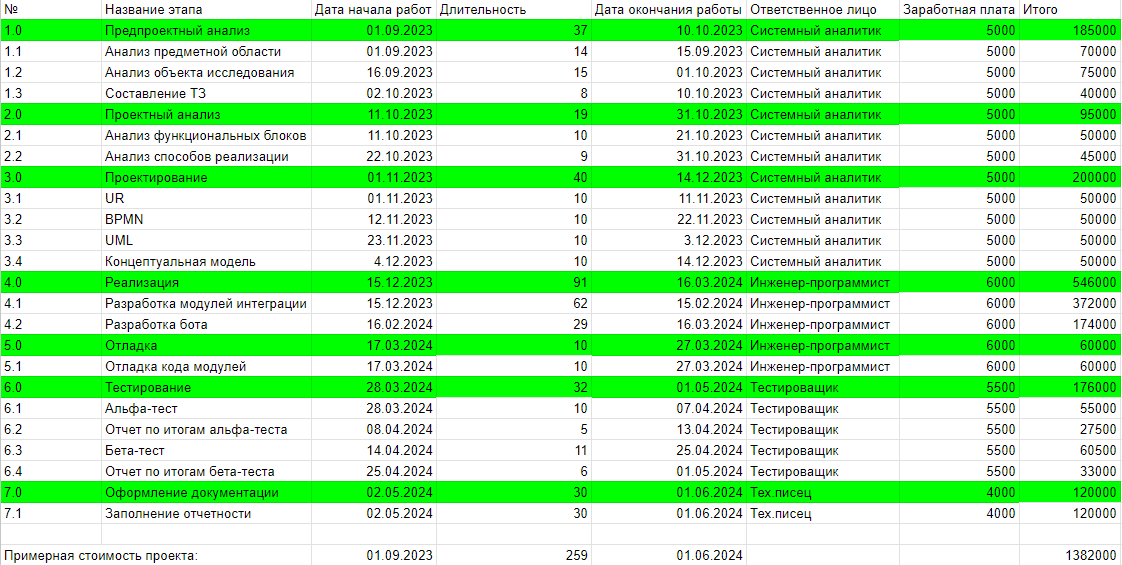 № Название этапа Дата начала работ Длительность Дата окончания работы Ответственное лицо Заработная плата Итого
1.0 Предпроектный анализ 01.09.2023 37 10.10.2023 Системный аналитик 5000 185000
1.1 Анализ предметной области 01.09.2023 14 15.09.2023 Системный аналитик 5000 70000
1.2 Анализ объекта исследования 16.09.2023 15 01.10.2023 Системный аналитик 5000 75000
1.3 Составление ТЗ 02.10.2023 8 10.10.2023 Системный аналитик 5000 40000
2.0 Проектный анализ 11.10.2023 19 31.10.2023 Системный аналитик 5000 95000
2.1 Анализ функциональных блоков 11.10.2023 10 21.10.2023 Системный аналитик 5000 50000
2.2 Анализ способов реализации 22.10.2023 9 31.10.2023 Системный аналитик 5000 45000
3.0 Проектирование 01.11.2023 40 14.12.2023 Системный аналитик 5000 200000
3.1 UR 01.11.2023 10 11.11.2023 Системный аналитик 5000 50000
3.2 BPMN 12.11.2023 10 22.11.2023 Системный аналитик 5000 50000
3.3 UML 23.11.2023 10 3.12.2023 Системный аналитик 5000 50000
3.4 Концептуальная модель 4.12.2023 10 14.12.2023 Системный аналитик 5000 50000
4.0 Реализация 15.12.2023 91 16.03.2024 Инженер-программист 6000 546000
4.1 Разработка модулей интеграции 15.12.2023 62 15.02.2024 Инженер-программист 6000 372000
4.2 Разработка бота 16.02.2024 29 16.03.2024 Инженер-программист 6000 174000
5.0 Отладка 17.03.2024 10 27.03.2024 Инженер-программист 6000 60000
5.1 Отладка кода модулей 17.03.2024 10 27.03.2024 Инженер-программист 6000 60000
6.0 Тестирование 28.03.2024 32 01.05.2024 Тестироващик 5500 176000
6.1 Альфа-тест 28.03.2024 10 07.04.2024 Тестироващик 5500 55000
6.2 Отчет по итогам альфа-теста 08.04.2024 5 13.04.2024 Тестироващик 5500 27500
6.3 Бета-тест 14.04.2024 11 25.04.2024 Тестироващик 5500 60500
6.4 Отчет по итогам бета-теста 25.04.2024 6 01.05.2024 Тестироващик 5500 33000
7.0 Оформление документации 02.05.2024 30 01.06.2024 Тех.писец 4000 120000
7.1 Заполнение отчетности 02.05.2024 30 01.06.2024 Тех.писец 4000 120000
Примерная стоимость проекта: 01.09.2023 259 01.06.2024 1382000